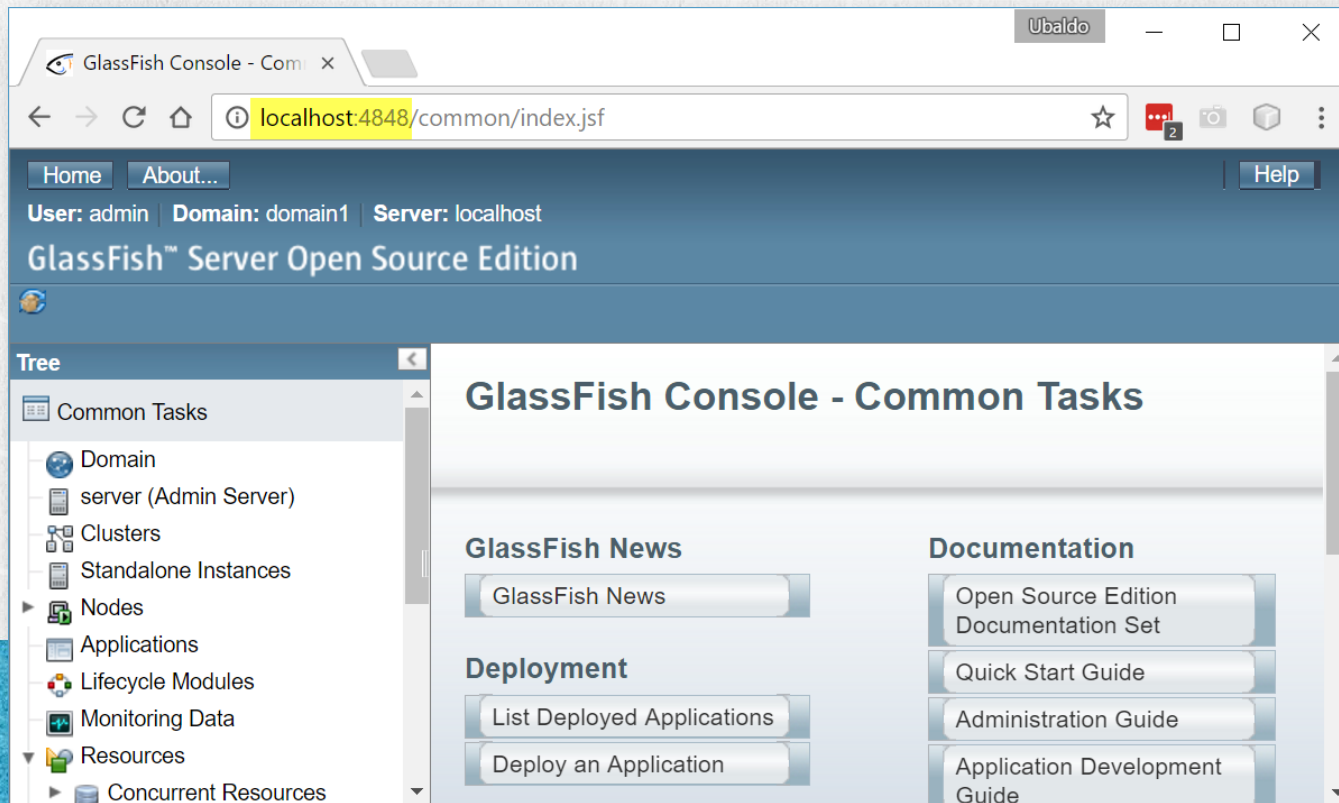 Ubaldo
GlassFish Console - Com
localhost:4848/common/index.jsf
2
Home About... Help
User: admin Domain: domain1 Server: localhost
GlassFish™ Server Open Source Edition
Tree
Common Tasks
Domain
server (Admin Server)
Clusters
Standalone Instances
Nodes
Applications
Lifecycle Modules
Monitoring Data
Resources
Concurrent Resources
GlassFish Console - Common Tasks
GlassFish News
GlassFish News
Deployment
List Deployed Applications
Deploy an Application
Documentation
Open Source Edition
Documentation Set
Quick Start Guide
Administration Guide
Application Development
Guide